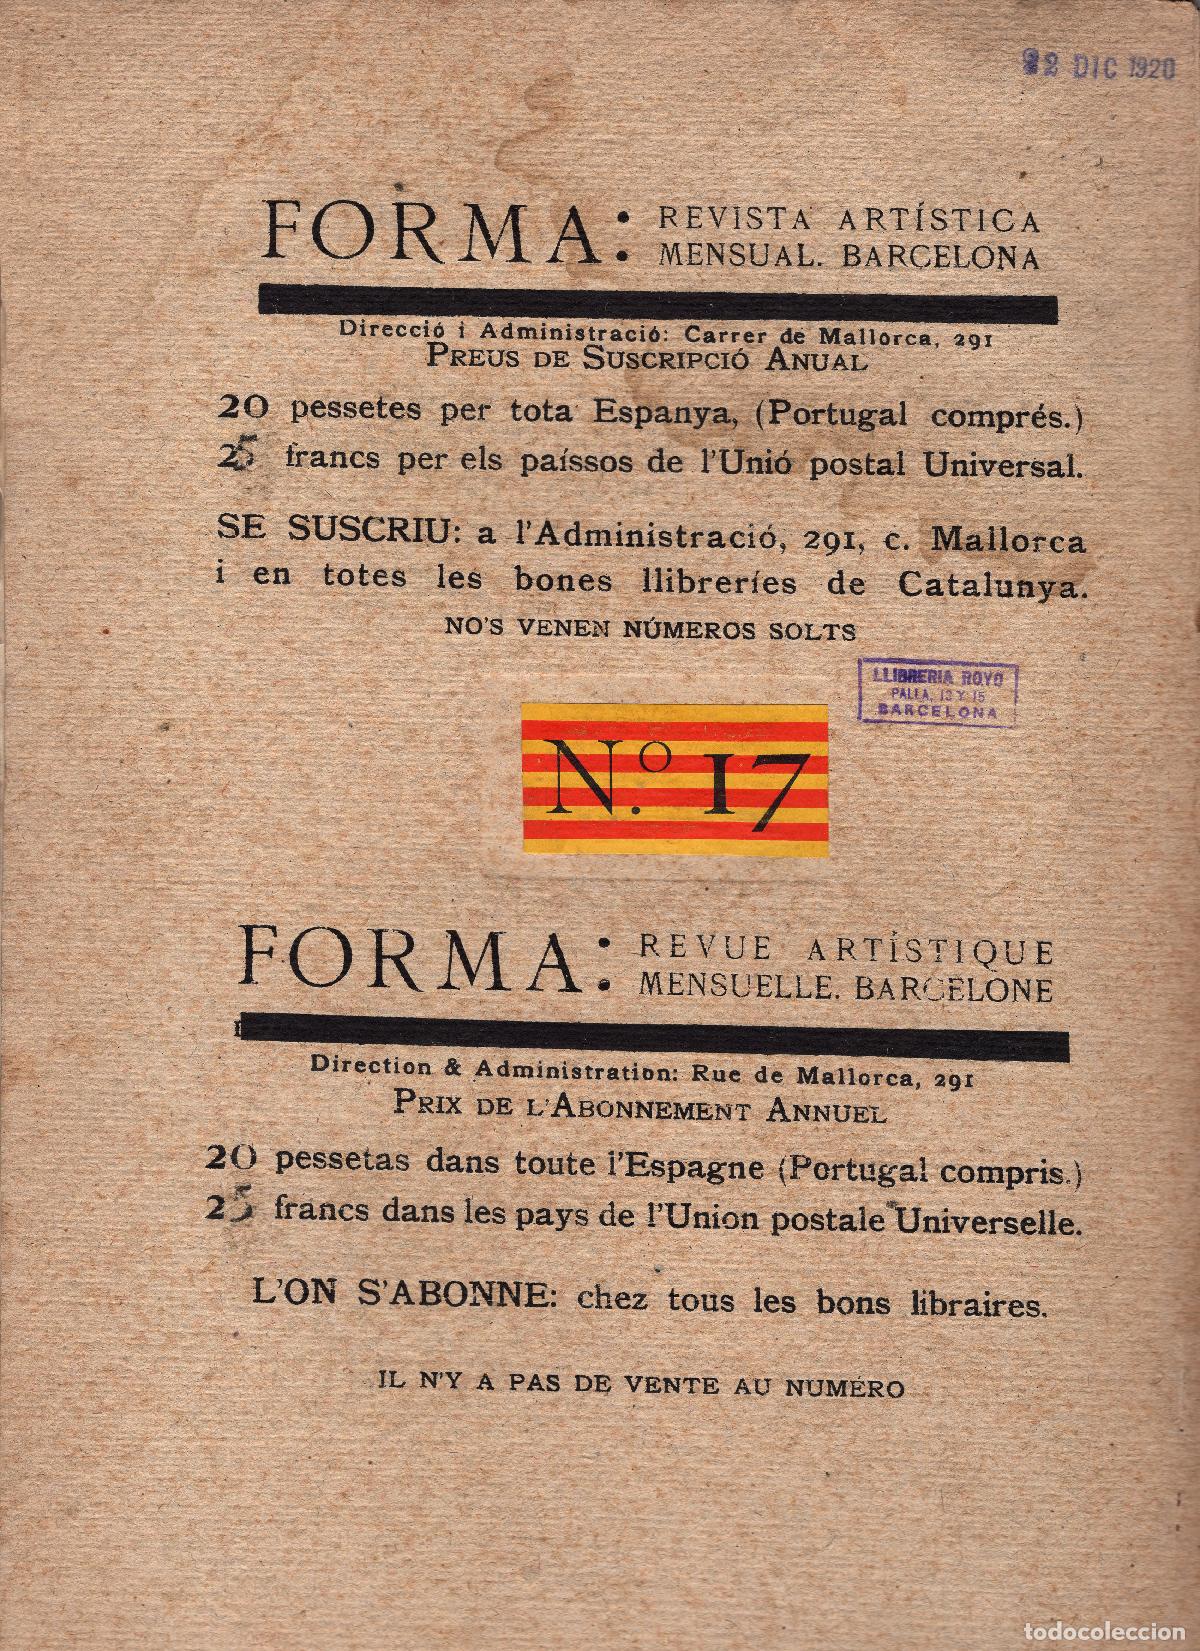 22 DIC 1920
FORMA: REVISTA ARTÍSTICA
MENSUAL. BARCELONA
Direcció i Administració: Carrer de Mallorca, 291
PREUS DE SUSCRIPCIÓ ANUAL
20 pessetes per tota Espanya, (Portugal comprés.)
25 francs per els païssos de l'Unió postal Universal.
SE SUSCRIU: a l'Administració, 291, c. Mallorca
i en totes les bones llibreríes de Catalunya.
NO'S VENEN NÚMEROS SOLTS
LLIBRERIA ROYO
PALLA, 13 Y 15
BARCELONA
N.º 17
FORMA: REVUE ARTÍSTIQUE
MENSUELLE. BARCELONE
Direction & Administration: Rue de Mallorca, 291
PRIX DE L'ABONNEMENT ANNUEL
20 pessetas dans toute l'Espagne (Portugal compris.)
25 francs dans les pays de l'Union postale Universelle.
L'ON S'ABONNE: chez tous les bons libraires.
IL N'Y A PAS DE VENTE AU NUMÉRO
todocoleccion